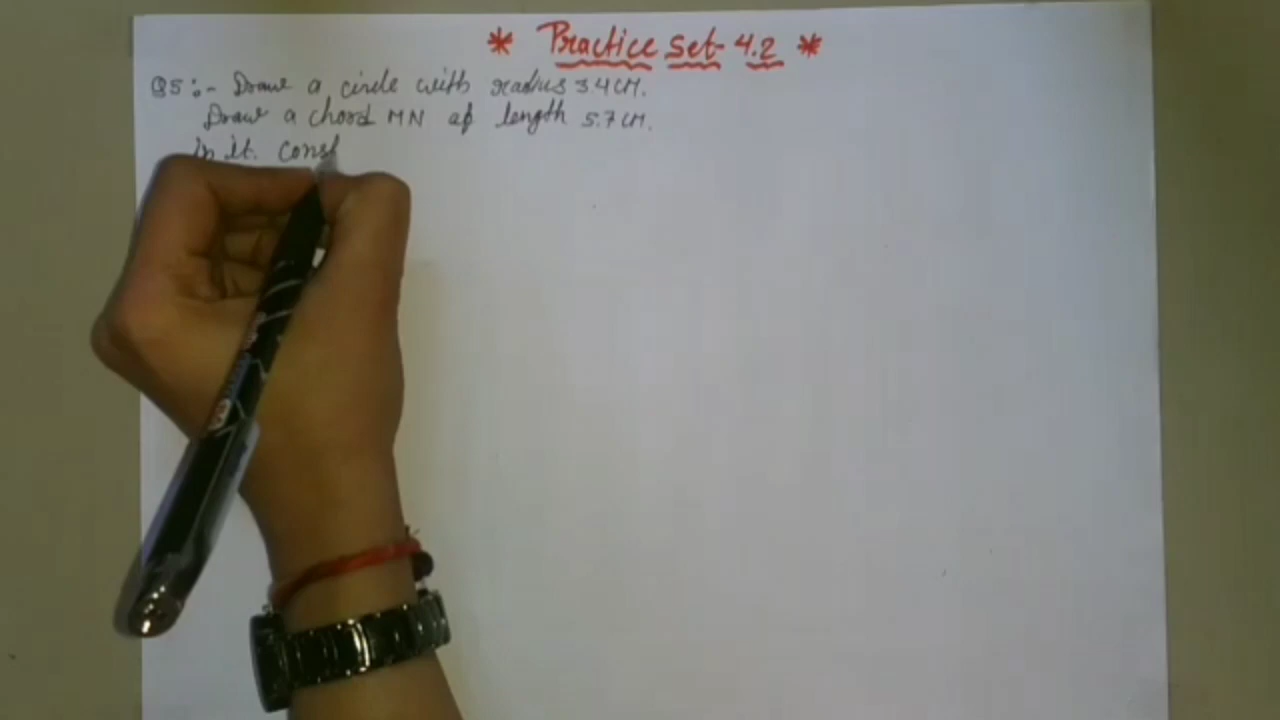 * Practice Set 4.2 *
Q5:- Draw a circle with radius 3.4 CM.
Draw a chord MN of length 5.7 CM.
in it. const